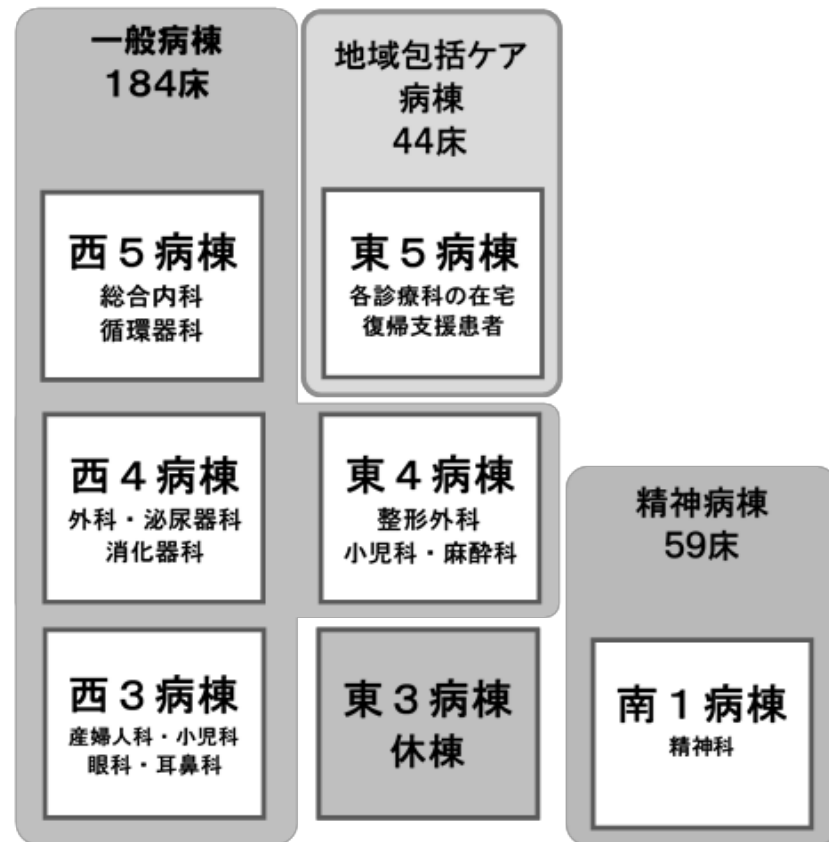 一般病棟
184床
地域包括ケア
病棟
44床
西５病棟
総合内科
循環器科
東５病棟
各診療科の在宅
復帰支援患者
西４病棟
外科・泌尿器科
消化器科
東４病棟
整形外科
小児科・麻酔科
精神病棟
59床
西３病棟
産婦人科・小児科
眼科・耳鼻科
東３病棟
休棟
南１病棟
精神科